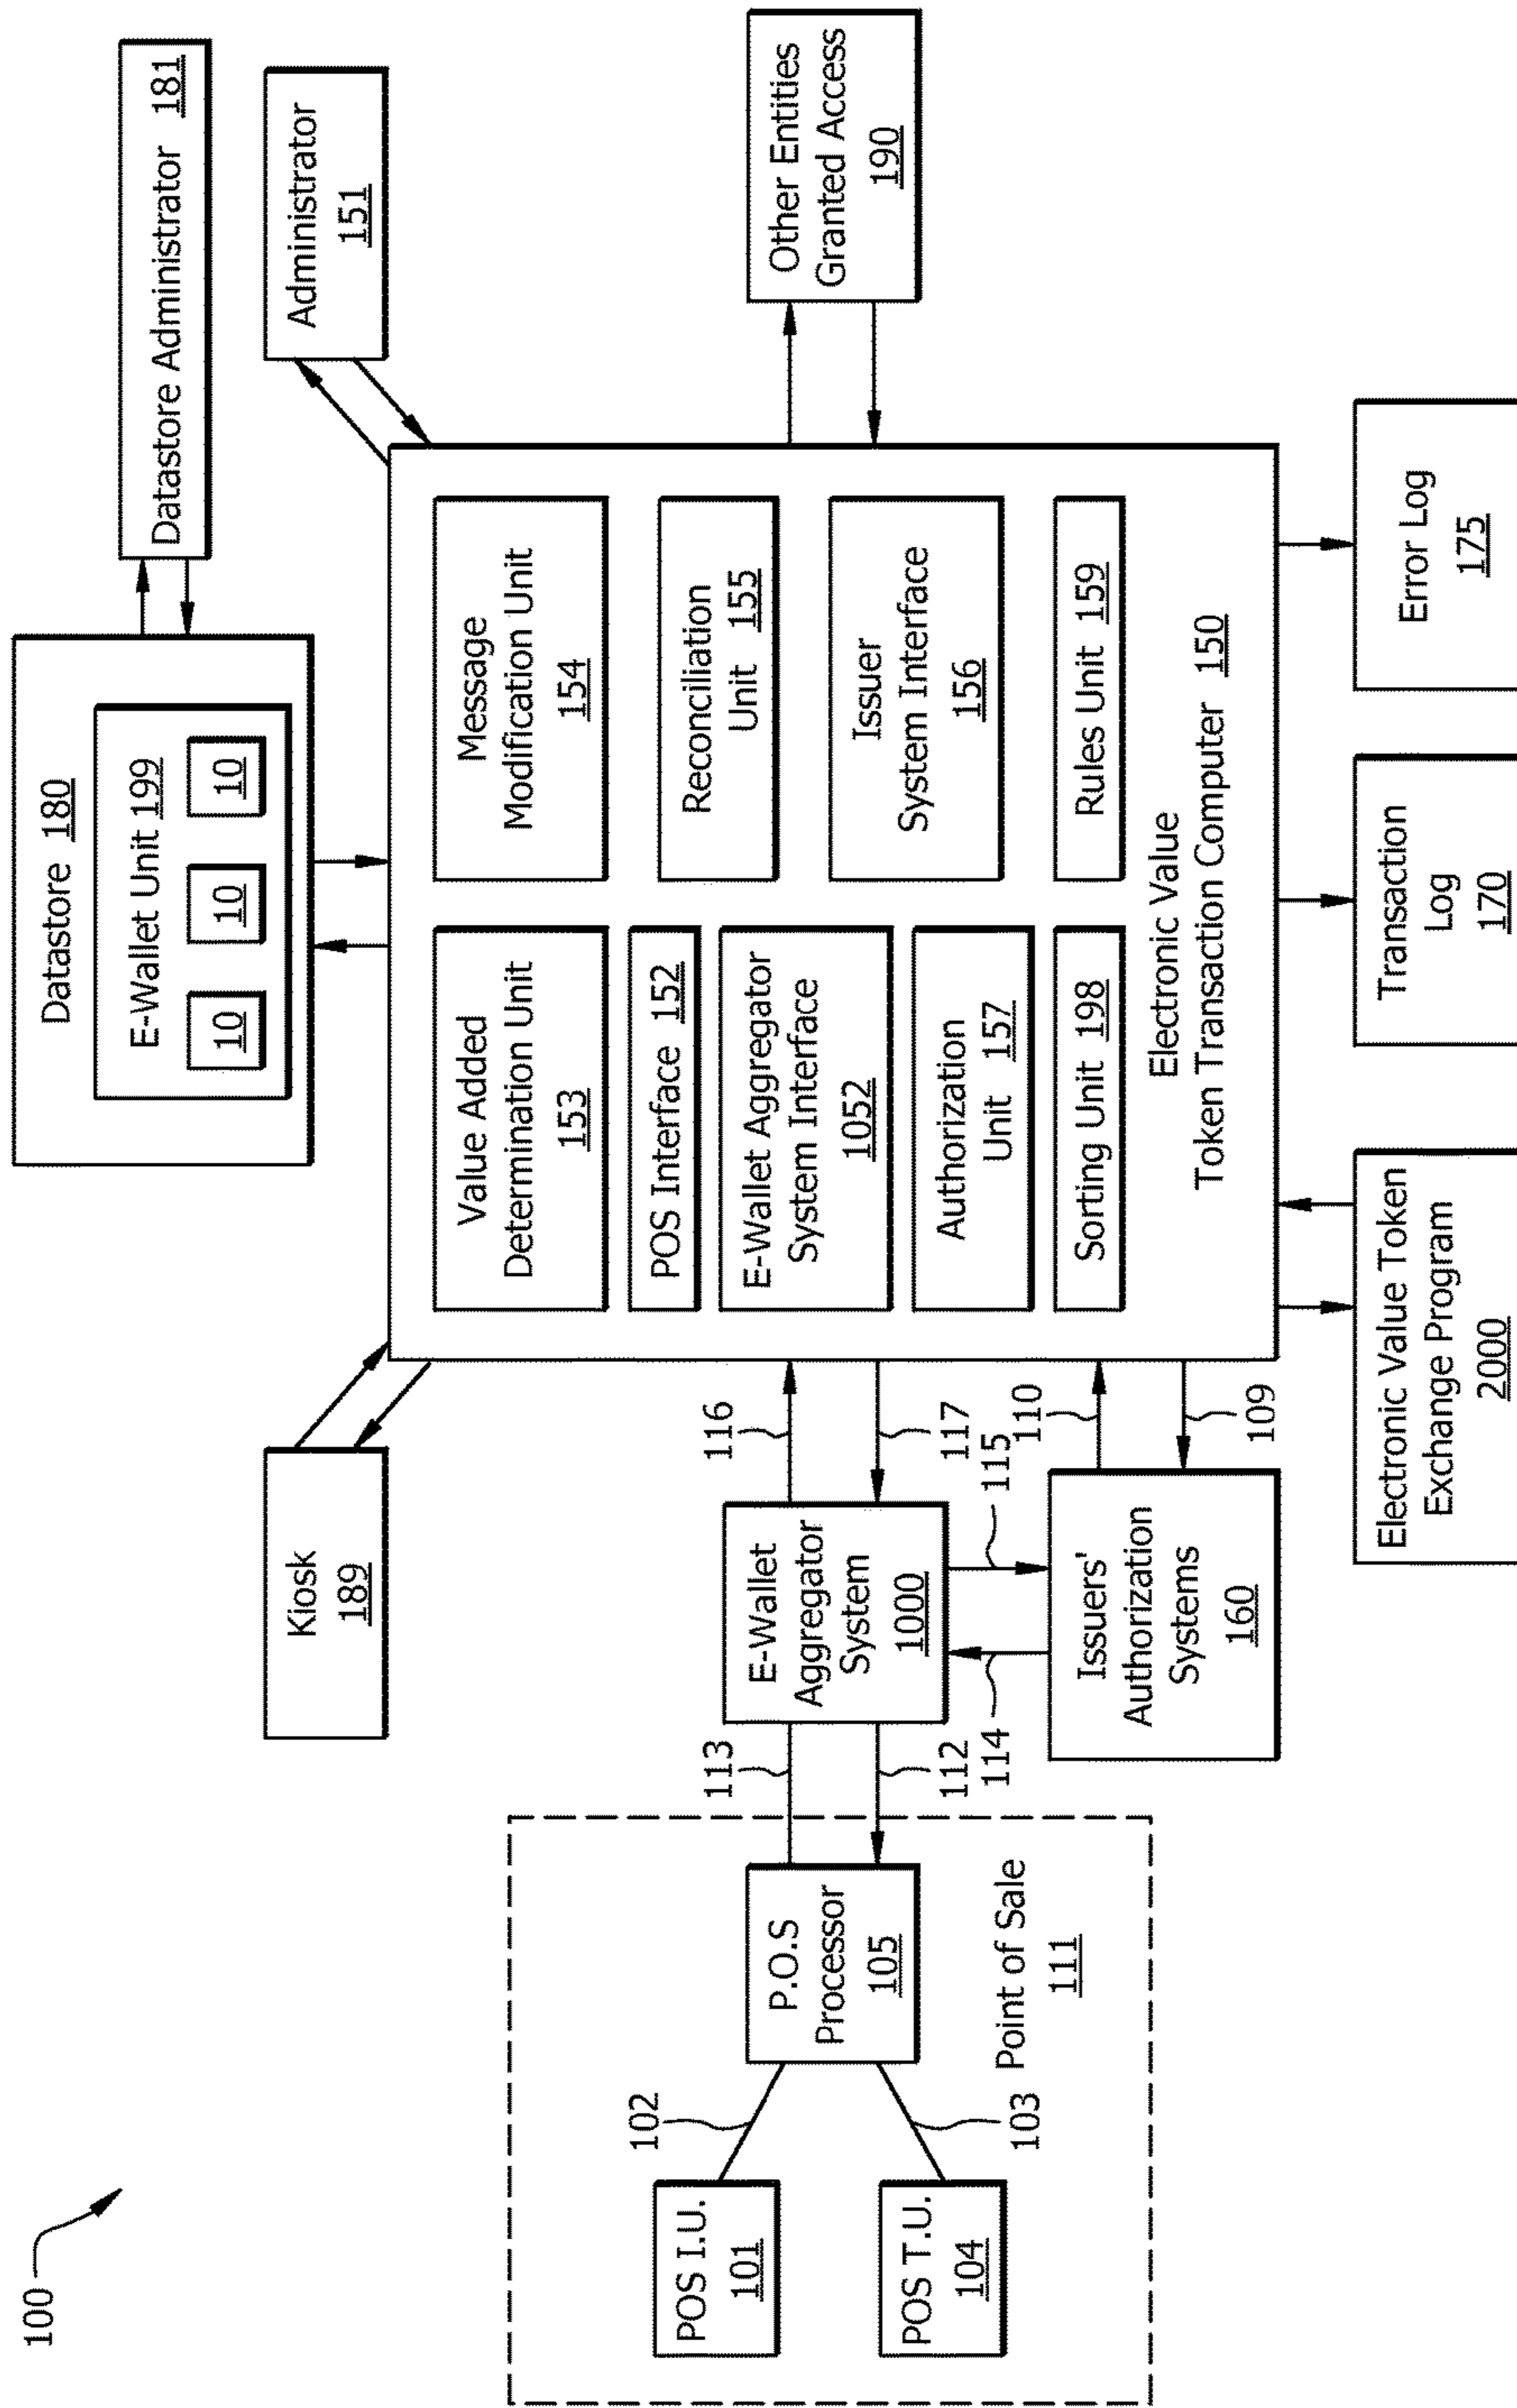 100
Datastore 180
E-Wallet Unit 199
10
10
10
Datastore Administrator 181
Kiosk
189
Administrator
151
Value Added
Determination Unit
153
Message
Modification Unit
154
POS Interface 152
Reconciliation
Unit 155
E-Wallet Aggregator
System Interface
1052
Issuer
System Interface
156
Authorization
Unit 157
Sorting Unit 198
Rules Unit 159
Electronic Value
Token Transaction Computer 150
Other Entities
Granted Access
190
POS I.U.
101
102
POS T.U.
104
103
P.O.S
Processor
105
Point of Sale
111
113
112
E-Wallet
Aggregator
System
1000
116
117
114
115
110
109
Issuers'
Authorization
Systems
160
Electronic Value Token
Exchange Program
2000
Transaction
Log
170
Error Log
175